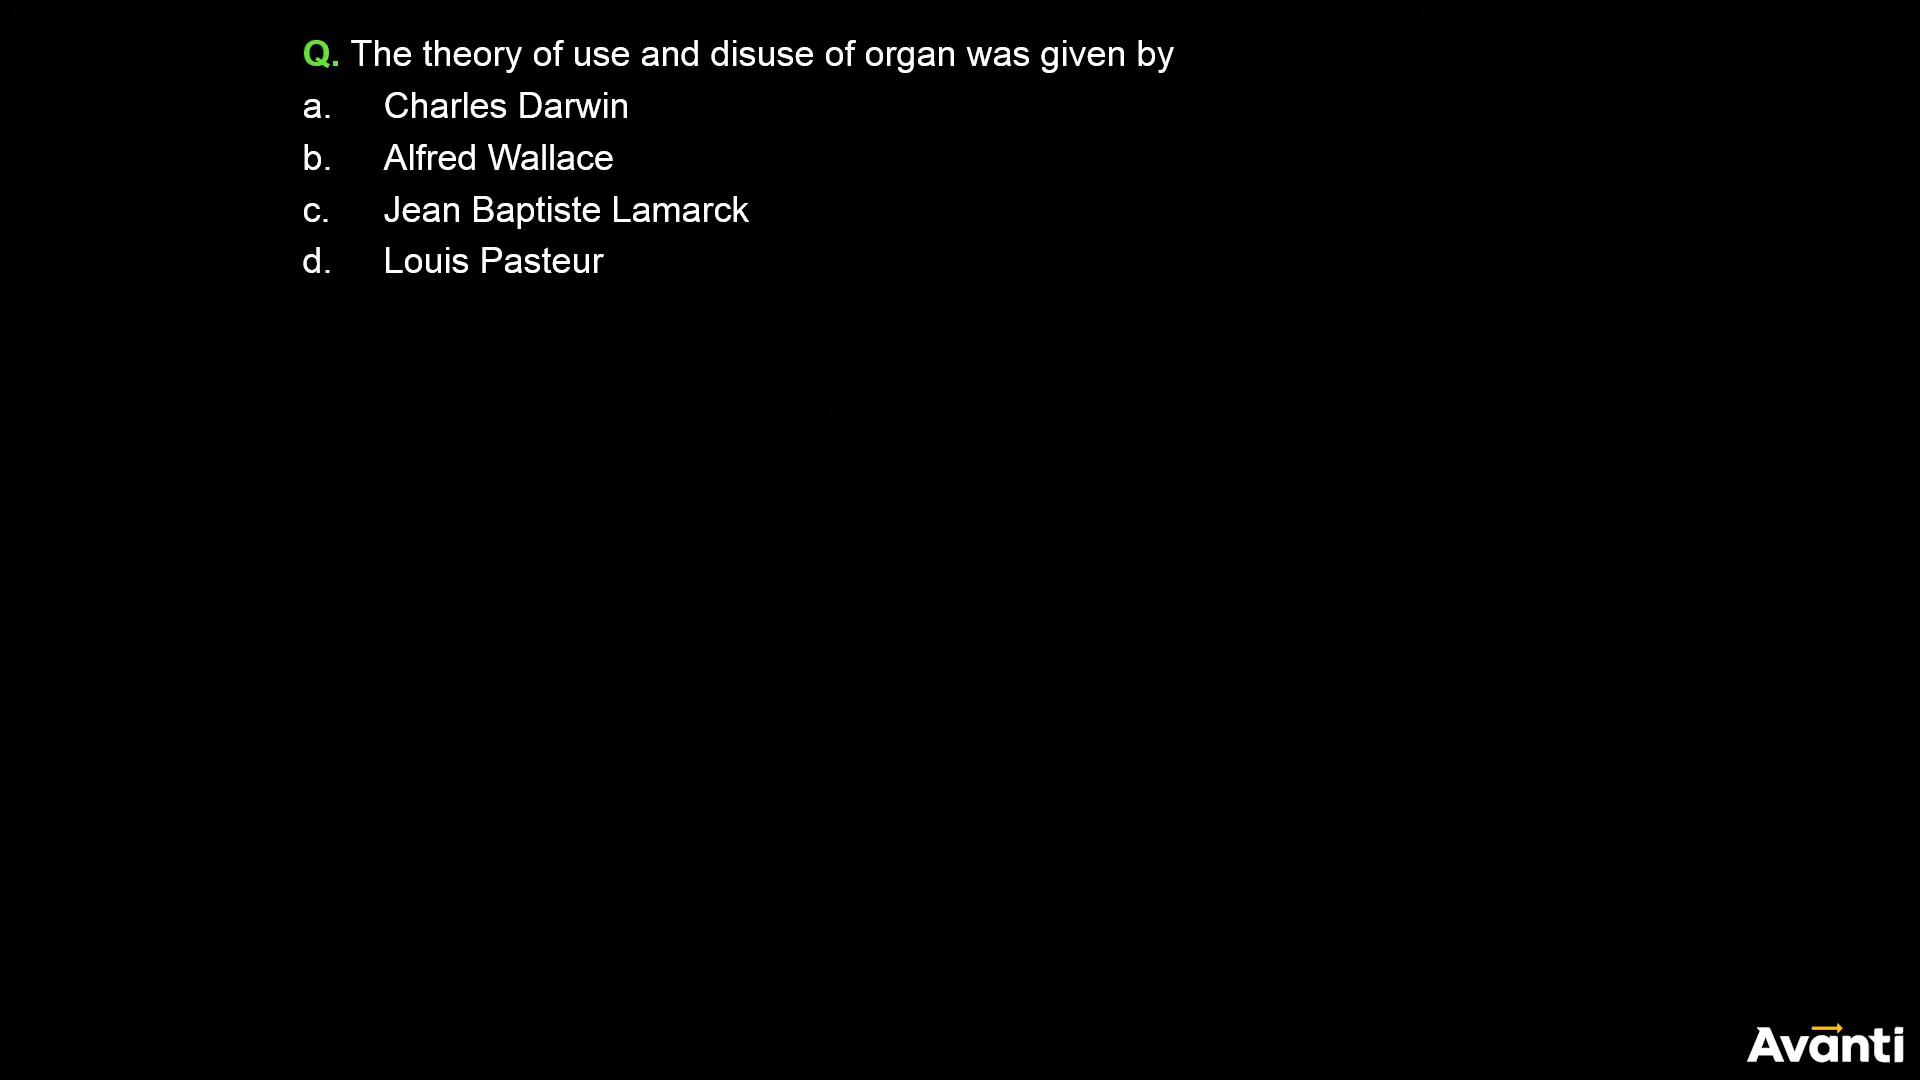 Q. The theory of use and disuse of organ was given by
a. Charles Darwin
b. Alfred Wallace
c. Jean Baptiste Lamarck
d. Louis Pasteur
Avanti